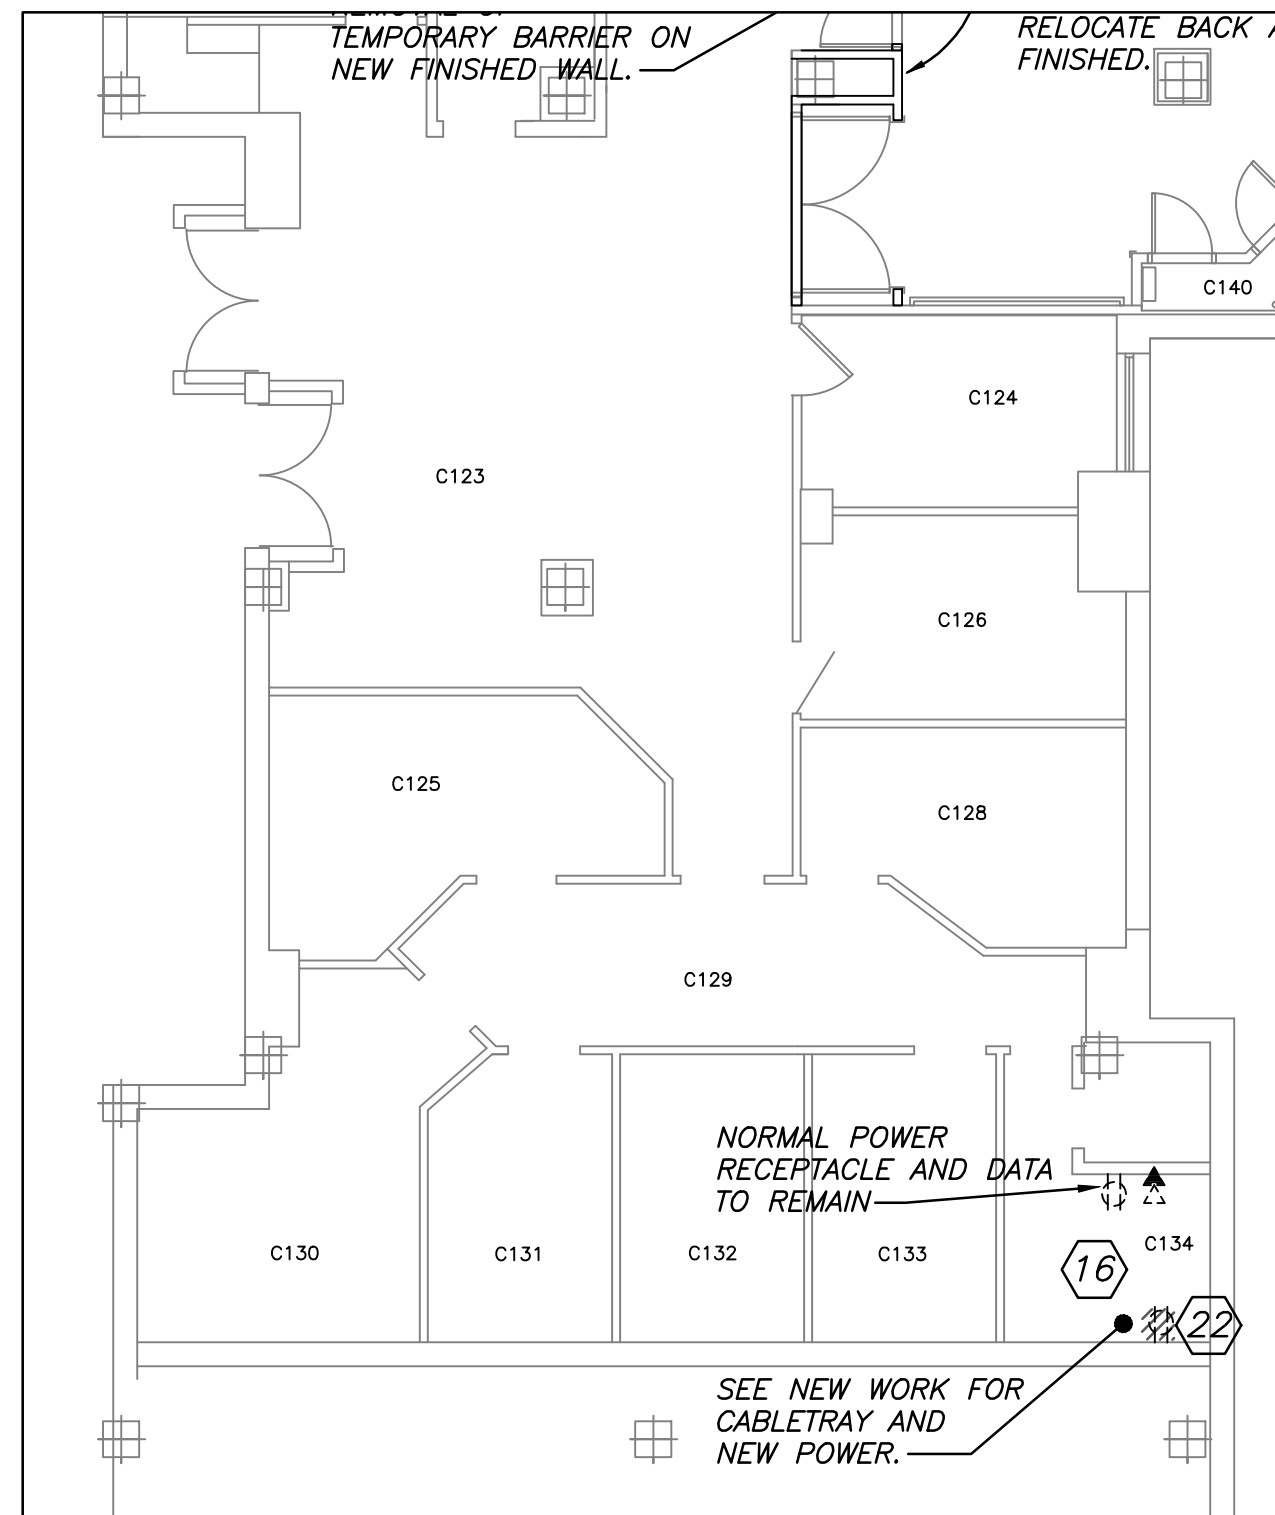 TEMPORARY BARRIER ON
NEW FINISHED WALL.
RELOCATE BACK
FINISHED.
C140
C124
C123
C126
C125
C128
C129
NORMAL POWER
RECEPTACLE AND DATA
TO REMAIN
C130
C131
C132
C133
C134
16
22
SEE NEW WORK FOR
CABLETRAY AND
NEW POWER.